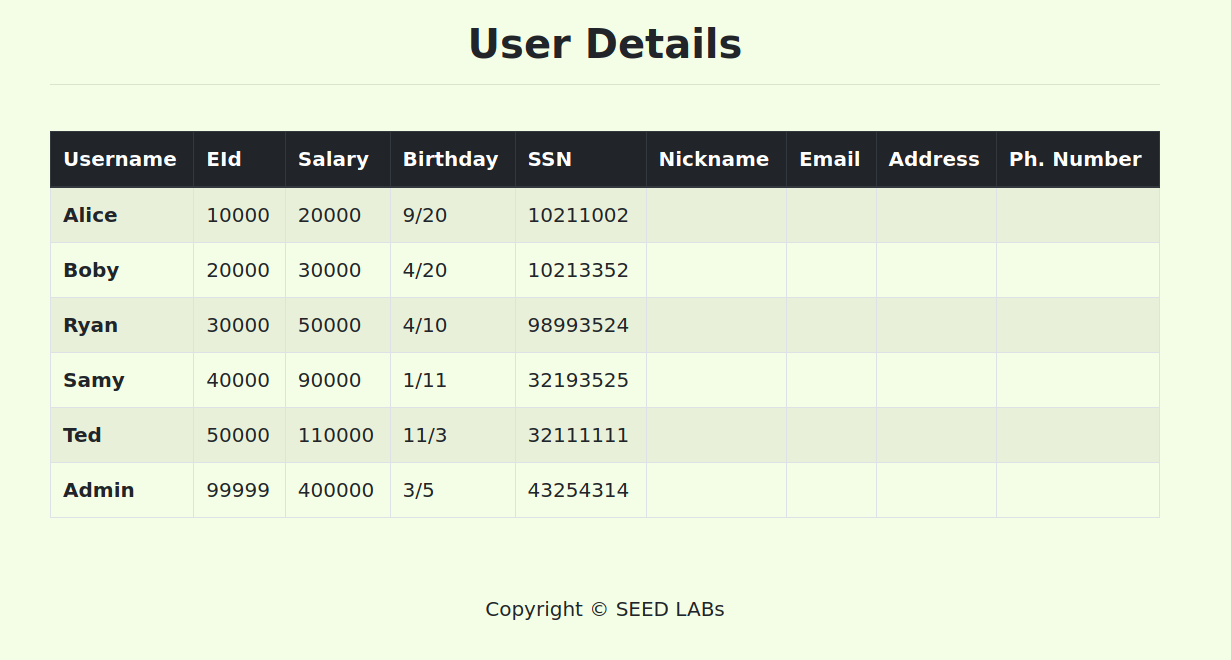 User Details
Username EId Salary Birthday SSN Nickname Email Address Ph. Number
Alice 10000 20000 9/20 10211002
Boby 20000 30000 4/20 10213352
Ryan 30000 50000 4/10 98993524
Samy 40000 90000 1/11 32193525
Ted 50000 110000 11/3 32111111
Admin 99999 400000 3/5 43254314
Copyright © SEED LABs